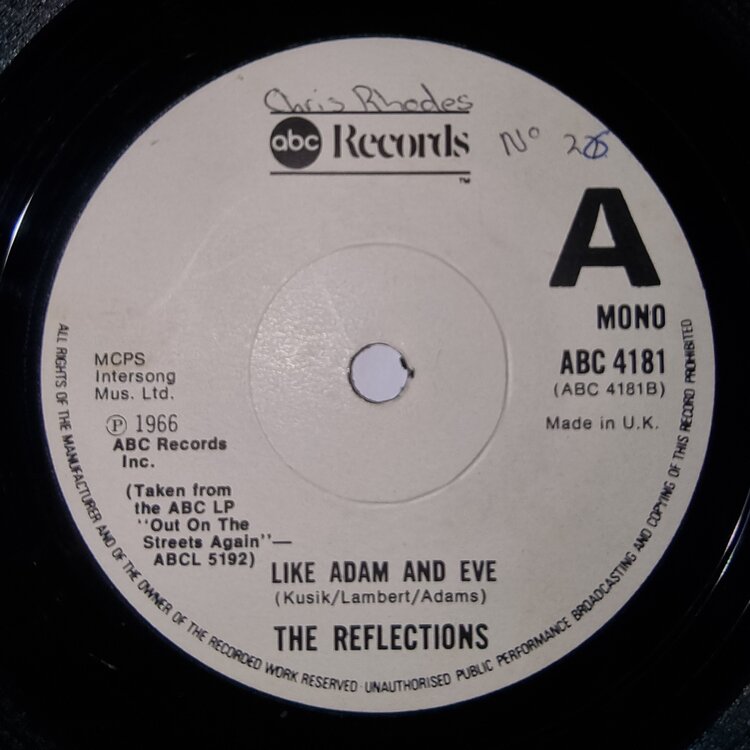 Chris Rhodes
abc Records
TM
Nº 26
A
MONO
ABC 4181
(ABC 4181B)
Made in U.K.
MCPS
Intersong
Mus. Ltd.
Ⓟ 1966
ABC Records
Inc.
(Taken from
the ABC LP
"Out On The
Streets Again"—
ABCL 5192)
LIKE ADAM AND EVE
(Kusik/Lambert/Adams)
THE REFLECTIONS
ALL RIGHTS OF THE MANUFACTURER AND OF THE OWNER OF THE RECORDED WORK RESERVED · UNAUTHORISED PUBLIC PERFORMANCE BROADCASTING AND COPYING OF THIS RECORD PROHIBITED